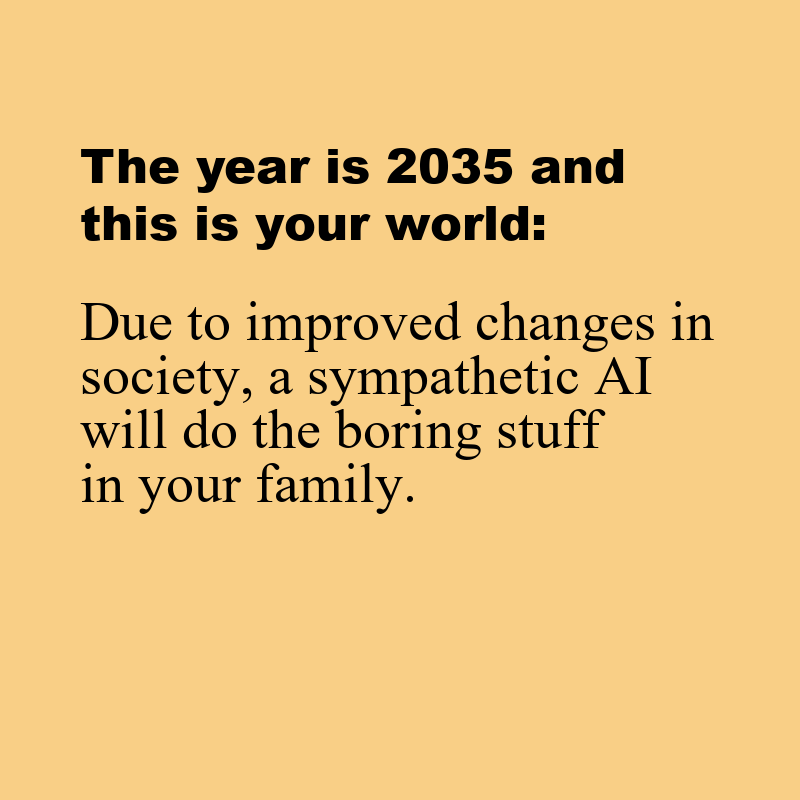 The year is 2035 and
this is your world:
Due to improved changes in
society, a sympathetic AI
will do the boring stuff
in your family.